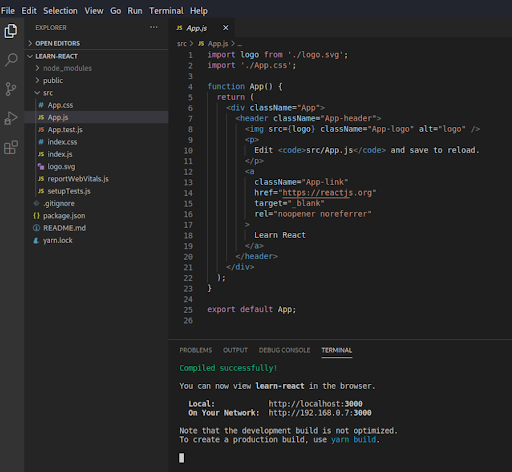 File Edit Selection View Go Run Terminal Help
EXPLORER ...
OPEN EDITORS
LEARN-REACT
node_modules
public
src
# App.css
JS App.js
JS App.test.js
# index.css
JS index.js
logo.svg
JS reportWebVitals.js
JS setupTests.js
.gitignore
{} package.json
README.md
yarn.lock
JS App.js ×
src > JS App.js > ...
1 import logo from './logo.svg';
2 import './App.css';
3
4 function App() {
5 return (
6 <div className="App">
7 <header className="App-header">
8 <img src={logo} className="App-logo" alt="logo" />
9 <p>
10 Edit <code>src/App.js</code> and save to reload.
11 </p>
12 <a
13 className="App-link"
14 href="https://reactjs.org"
15 target="_blank"
16 rel="noopener noreferrer"
17 >
18 Learn React
19 </a>
20 </header>
21 </div>
22 );
23 }
24
25 export default App;
26
PROBLEMS OUTPUT DEBUG CONSOLE TERMINAL
Compiled successfully!
You can now view learn-react in the browser.
Local: http://localhost:3000
On Your Network: http://192.168.0.7:3000
Note that the development build is not optimized.
To create a production build, use yarn build.